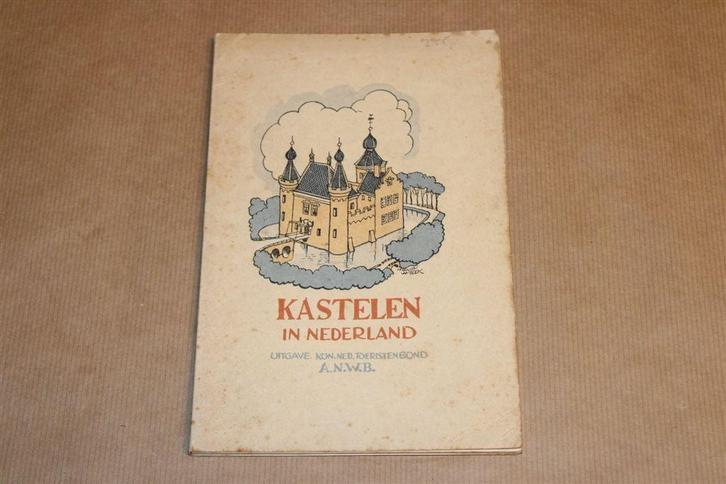 KASTELEN
IN NEDERLAND
UITGAVE KON. NED. TOERISTENBOND
A.N.W.B.